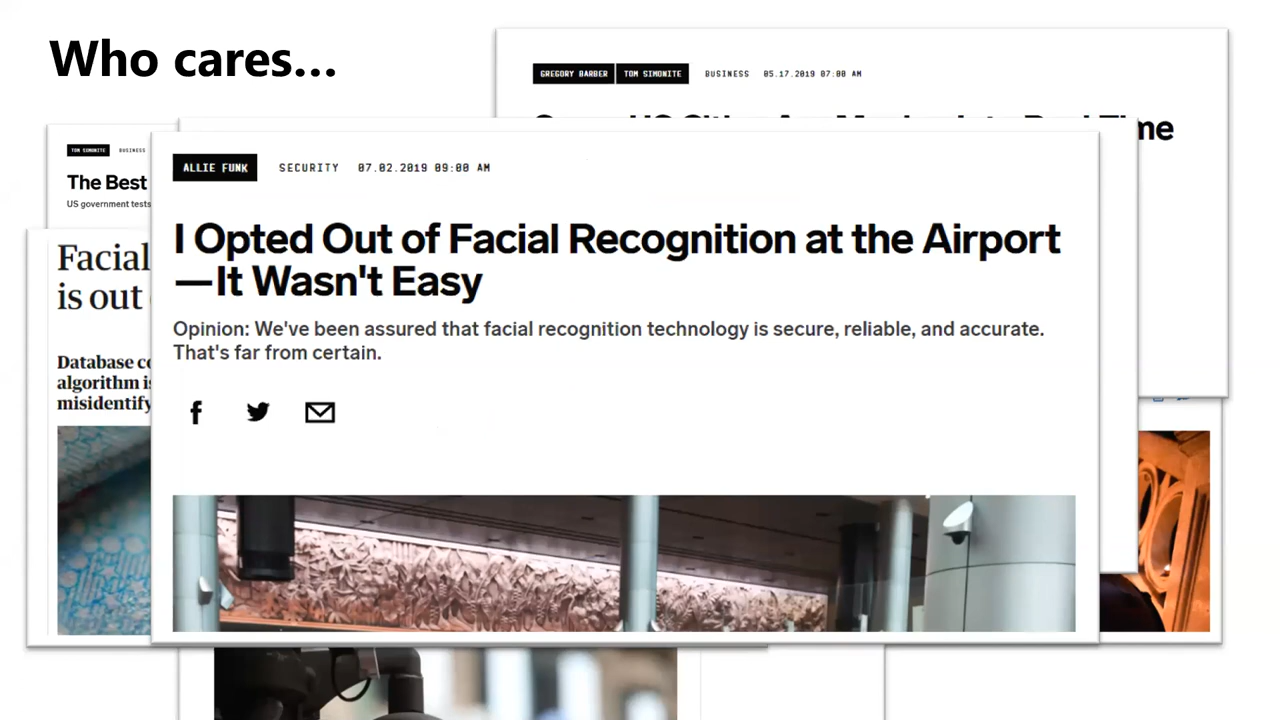 Who cares...
GREGORY BARBER TOM SIMONITE BUSINESS 05.17.2019 07:00 AM
TOM SIMONITE BUSINESS
The Best
US government tests
Facial
is out
Database
algorithm
misidentify
ALLIE FUNK SECURITY 07.02.2019 09:00 AM
I Opted Out of Facial Recognition at the Airport
—It Wasn't Easy
Opinion: We've been assured that facial recognition technology is secure, reliable, and accurate.
That's far from certain.